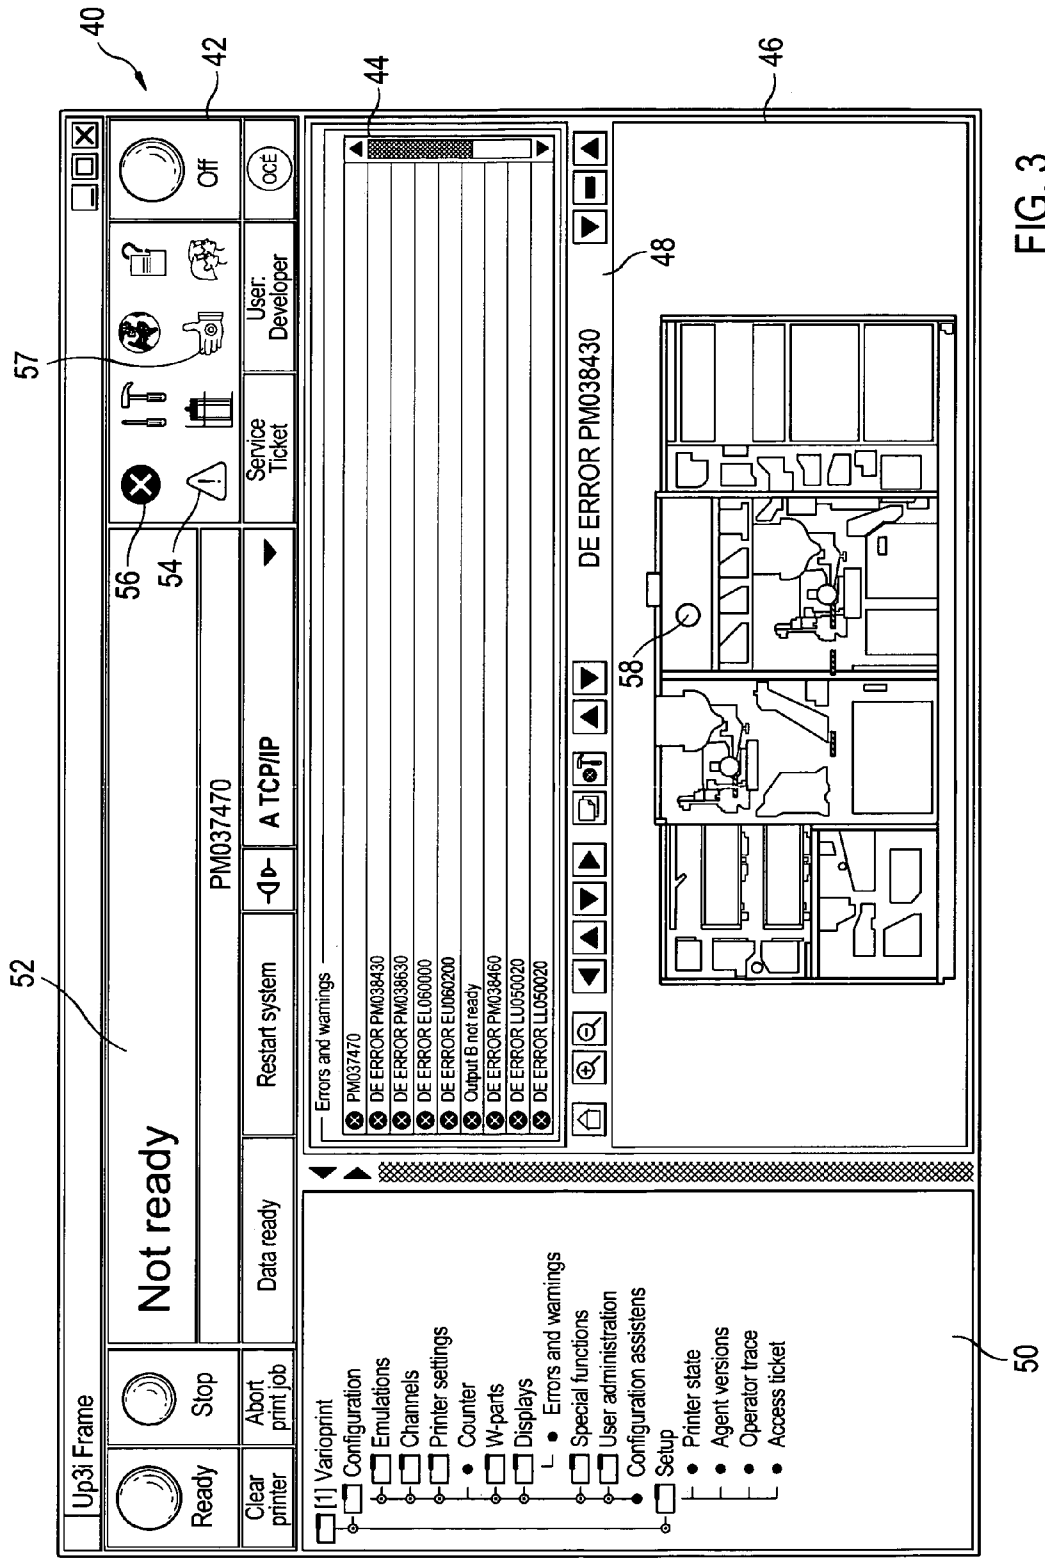 40
Up3i Frame
42
Ready
Stop
Not ready
52
PM037470
56
54
57
Off
Clear
printer
Abort
print job
Data ready
Restart system
A TCP/IP
Service
Ticket
User:
Developer
OCÉ
44
Errors and warnings
PM037470
DE ERROR PM038430
DE ERROR PM038630
DE ERROR EL060000
DE ERROR EU060200
Output B not ready
DE ERROR PM038460
DE ERROR LU050020
DE ERROR LL050020
DE ERROR PM038430
48
46
58
[1] Varioprint
Configuration
Emulations
Channels
Printer settings
Counter
W-parts
Displays
Errors and warnings
Special functions
User administration
Configuration assistens
Setup
Printer state
Agent versions
Operator trace
Access ticket
50
FIG. 3